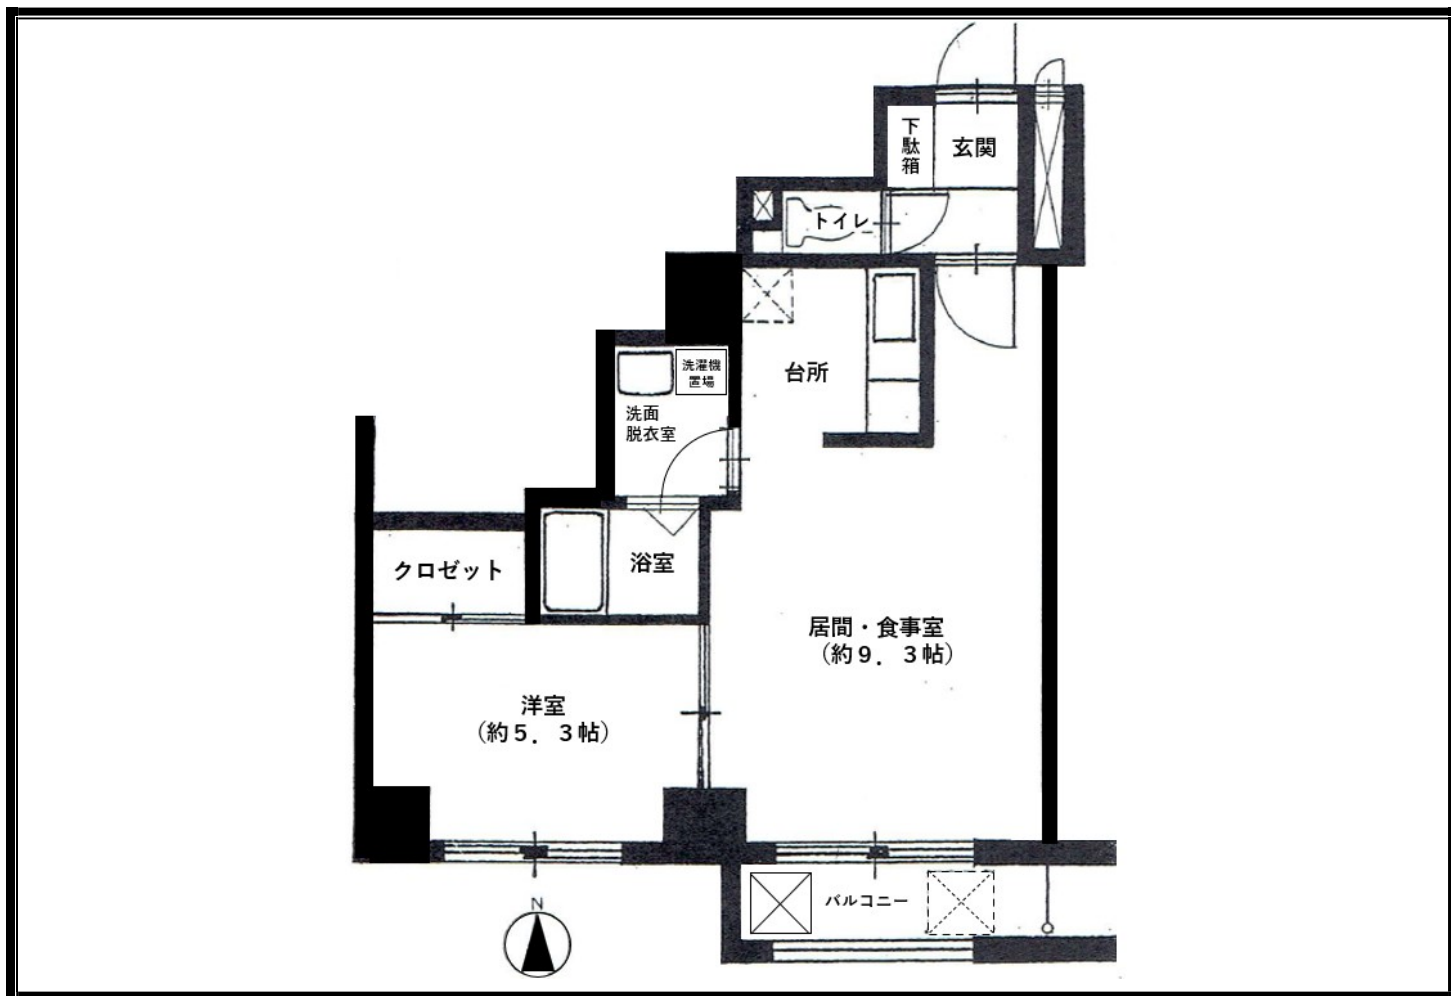 下駄箱
玄関
トイレ
台所
洗濯機
置場
洗面
脱衣室
浴室
クロゼット
居間・食事室
（約９．３帖）
洋室
（約５．３帖）
バルコニー
N